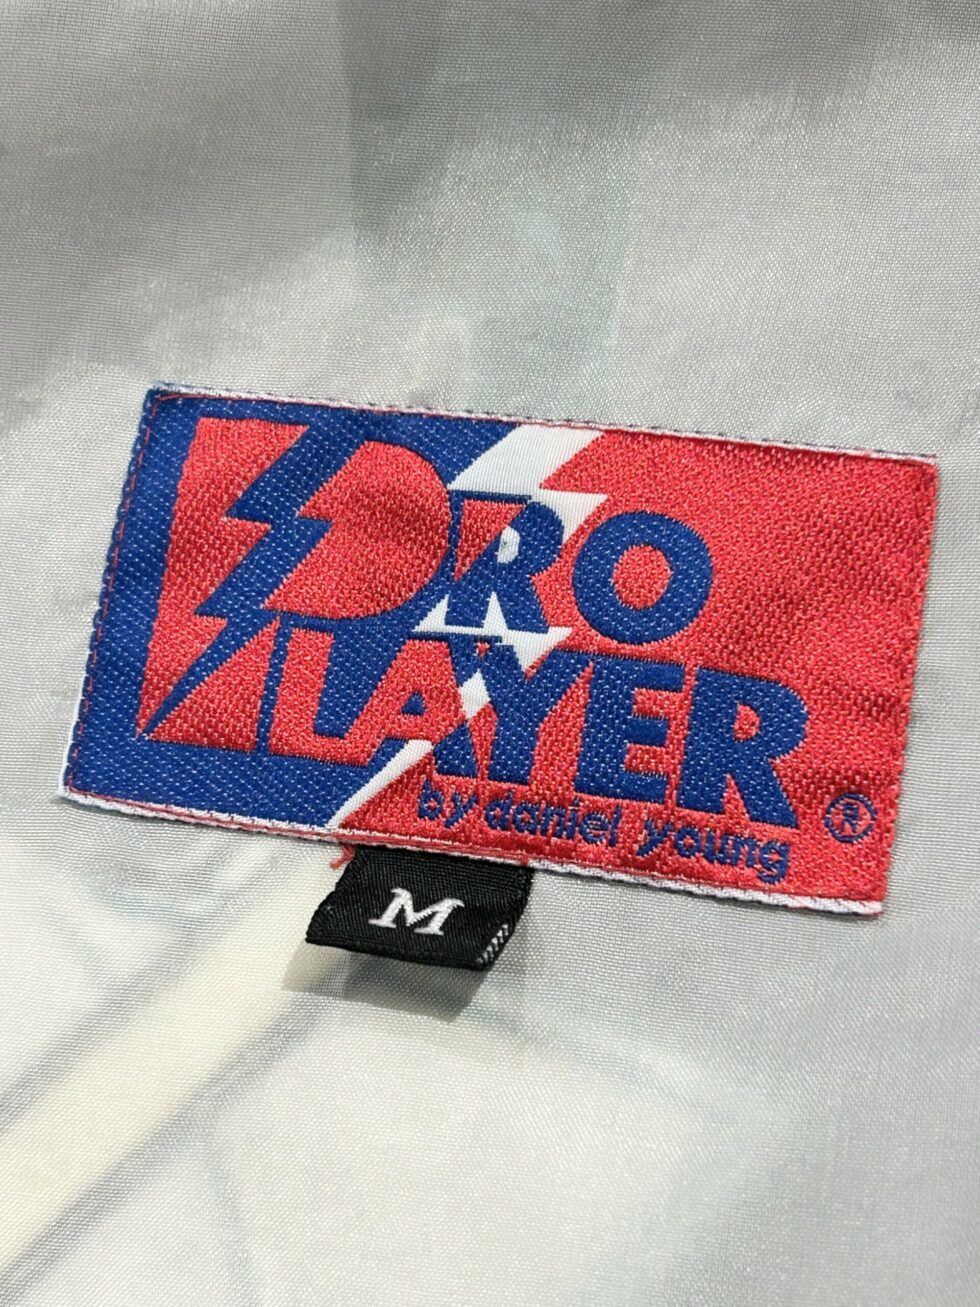 PRO
PLAYER
by daniel young ®
M